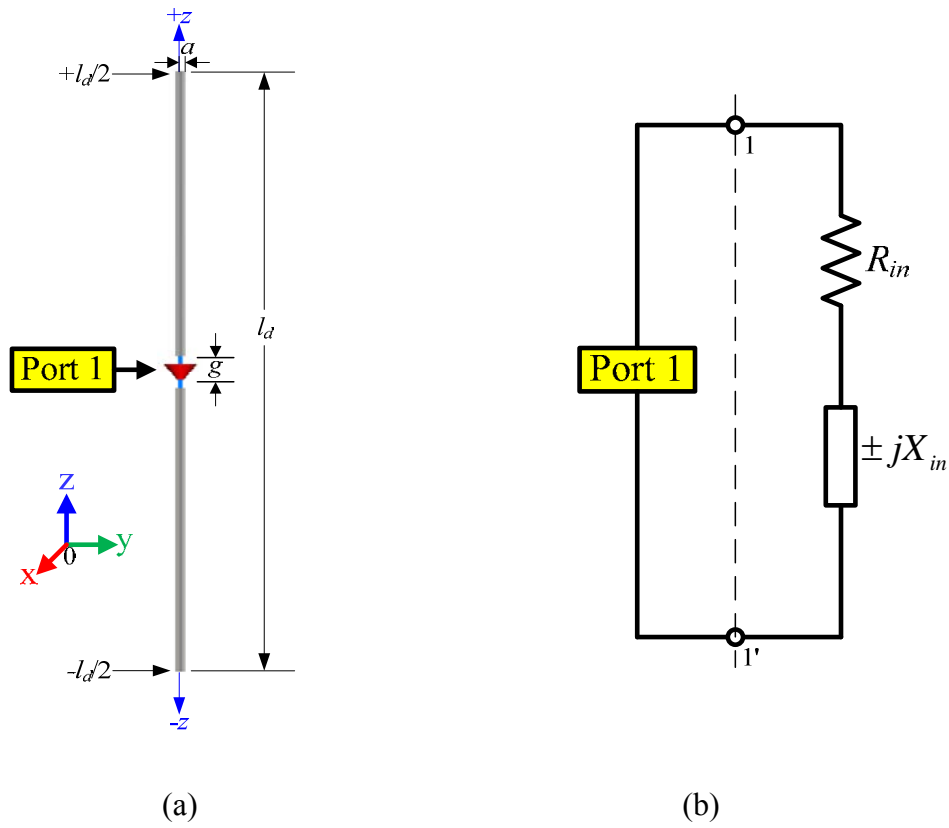 +z
a
+l_d/2
l_d
Port 1
g
z
y
0
x
-l_d/2
-z
(a)
1
R_in
Port 1
± jX_in
1'
(b)